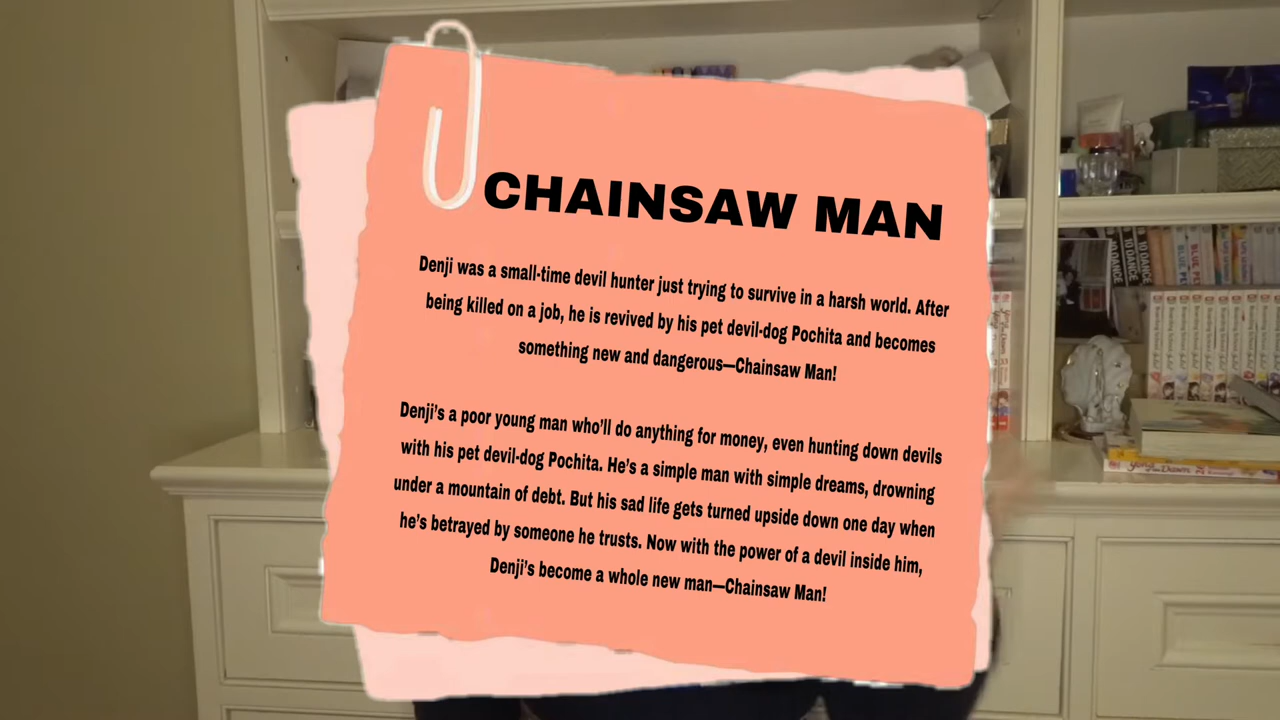 CHAINSAW MAN
Denji was a small-time devil hunter just trying to survive in a harsh world. After
being killed on a job, he is revived by his pet devil-dog Pochita and becomes
something new and dangerous—Chainsaw Man!
Denji's a poor young man who'll do anything for money, even hunting down devils
with his pet devil-dog Pochita. He's a simple man with simple dreams, drowning
under a mountain of debt. But his sad life gets turned upside down one day when
he's betrayed by someone he trusts. Now with the power of a devil inside him,
Denji's become a whole new man—Chainsaw Man!
10 DANCE
10 DANCE